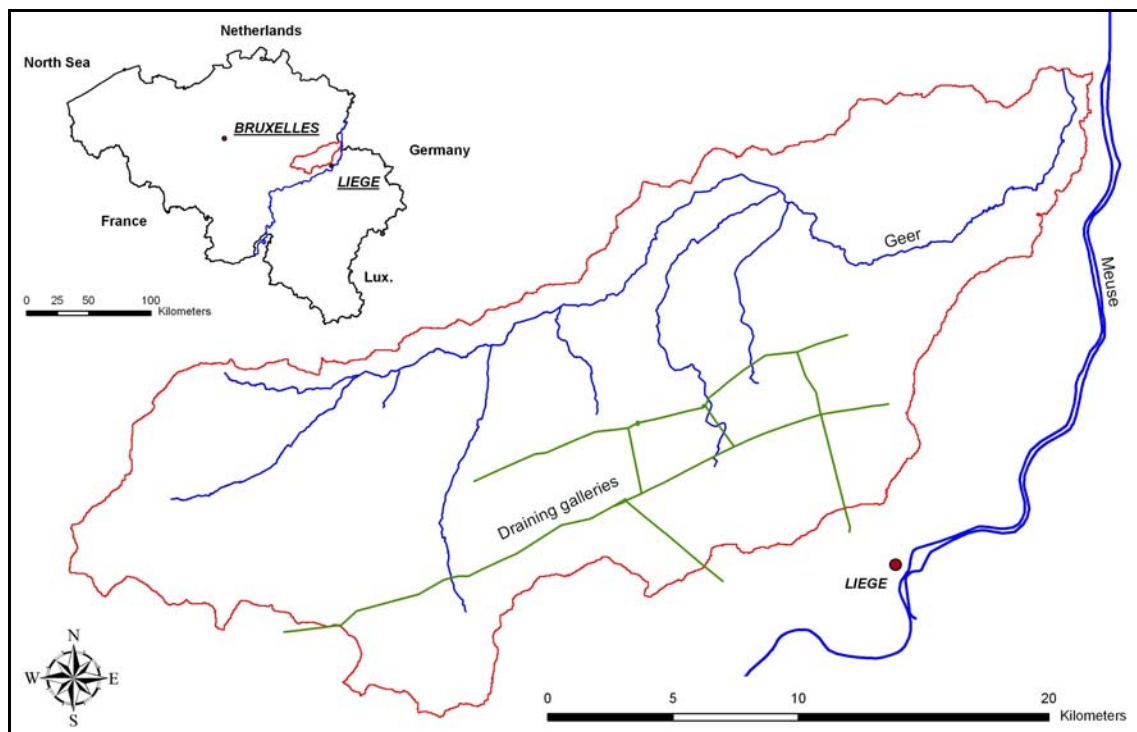 Netherlands
North Sea
BRUXELLES
Germany
LIEGE
France
Lux.
0 25 50 100
Kilometers
Geer
Meuse
Draining galleries
LIEGE
N
W E
S
0 5 10 20
Kilometers